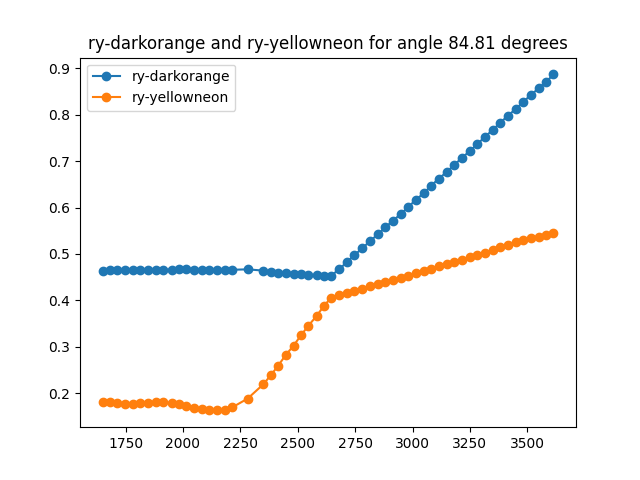 ry-darkorange and ry-yellowneon for angle 84.81 degrees
ry-darkorange
ry-yellowneon
0.9
0.8
0.7
0.6
0.5
0.4
0.3
0.2
1750 2000 2250 2500 2750 3000 3250 3500